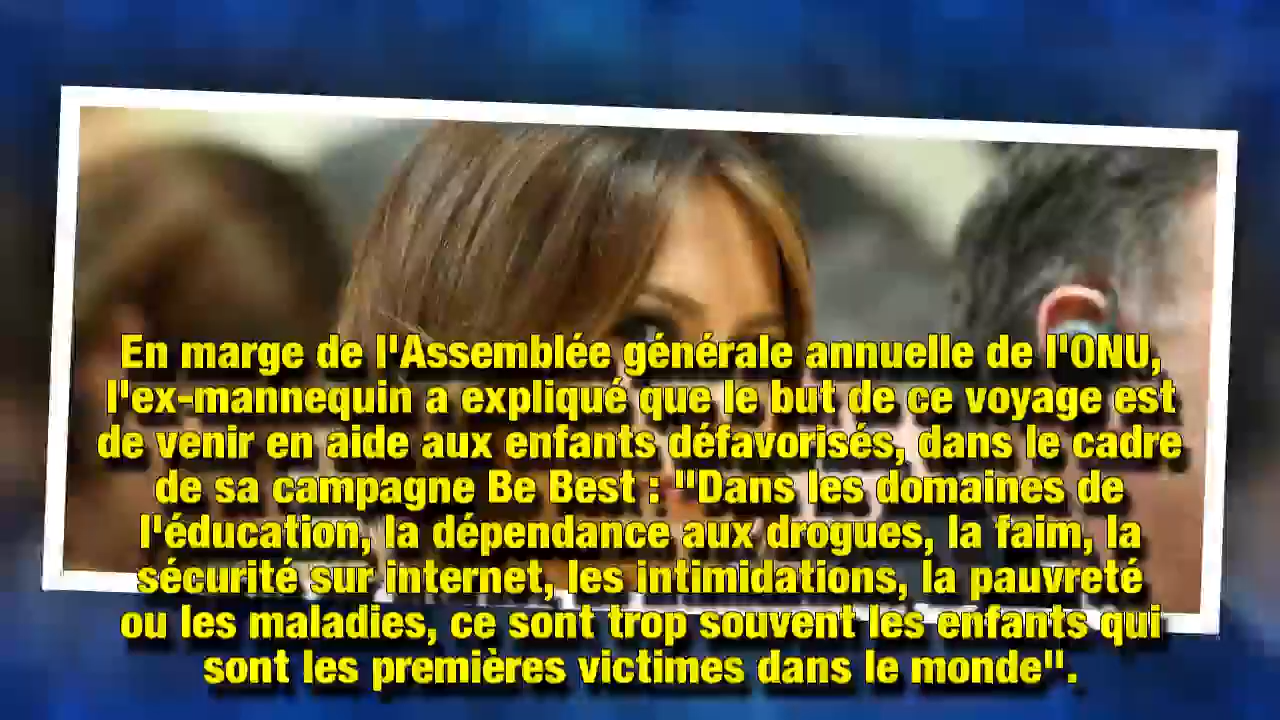 En marge de l'Assemblée générale annuelle de l'ONU,
l'ex-mannequin a expliqué que le but de ce voyage est
de venir en aide aux enfants défavorisés, dans le cadre
de sa campagne Be Best : "Dans les domaines de
l'éducation, la dépendance aux drogues, la faim, la
sécurité sur internet, les intimidations, la pauvreté
ou les maladies, ce sont trop souvent les enfants qui
sont les premières victimes dans le monde".